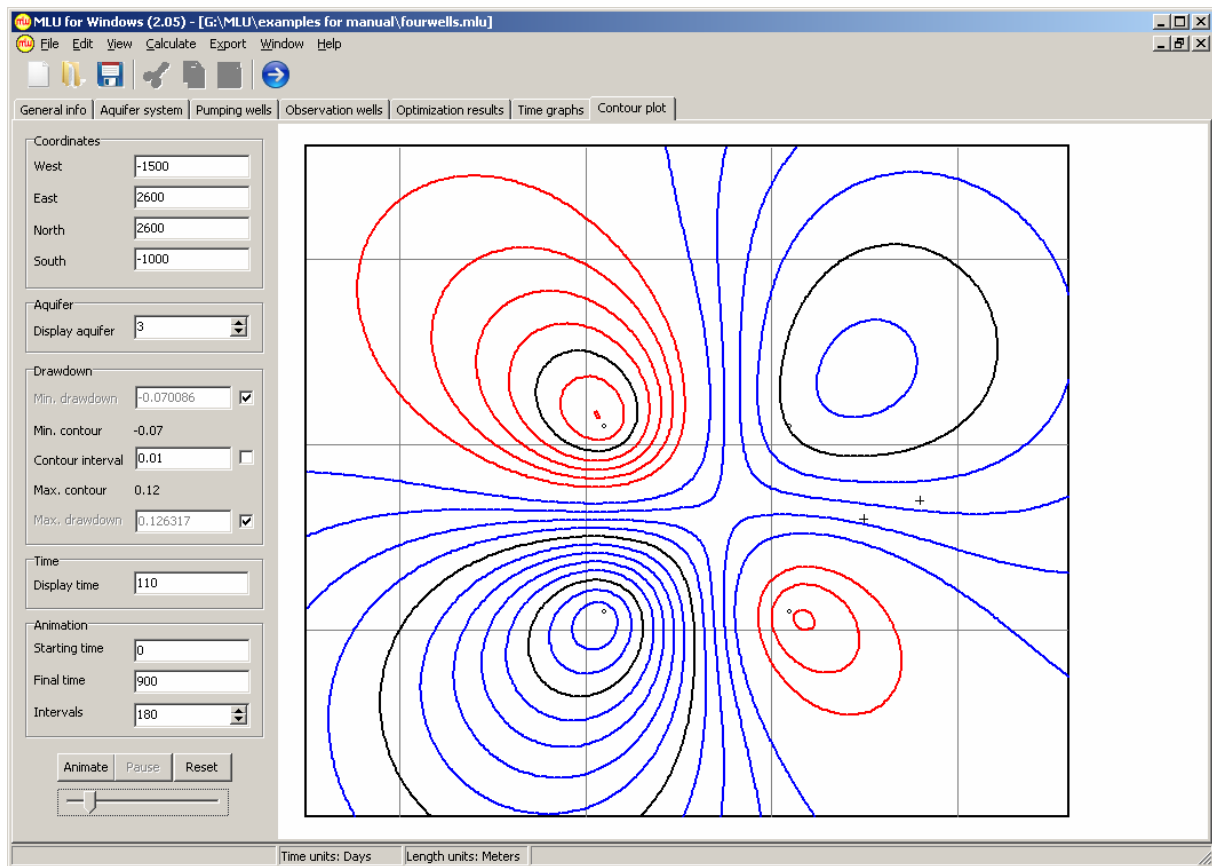 MLU for Windows (2.05) - [G:\MLU\examples for manual\fourwells.mlu]
File Edit View Calculate Export Window Help
General info Aquifer system Pumping wells Observation wells Optimization results Time graphs Contour plot
Coordinates
West -1500
East 2600
North 2600
South -1000
Aquifer
Display aquifer 3
Drawdown
Min. drawdown -0.070086
Min. contour -0.07
Contour interval 0.01
Max. contour 0.12
Max. drawdown 0.126317
Time
Display time 110
Animation
Starting time 0
Final time 900
Intervals 180
Animate Pause Reset
Time units: Days Length units: Meters